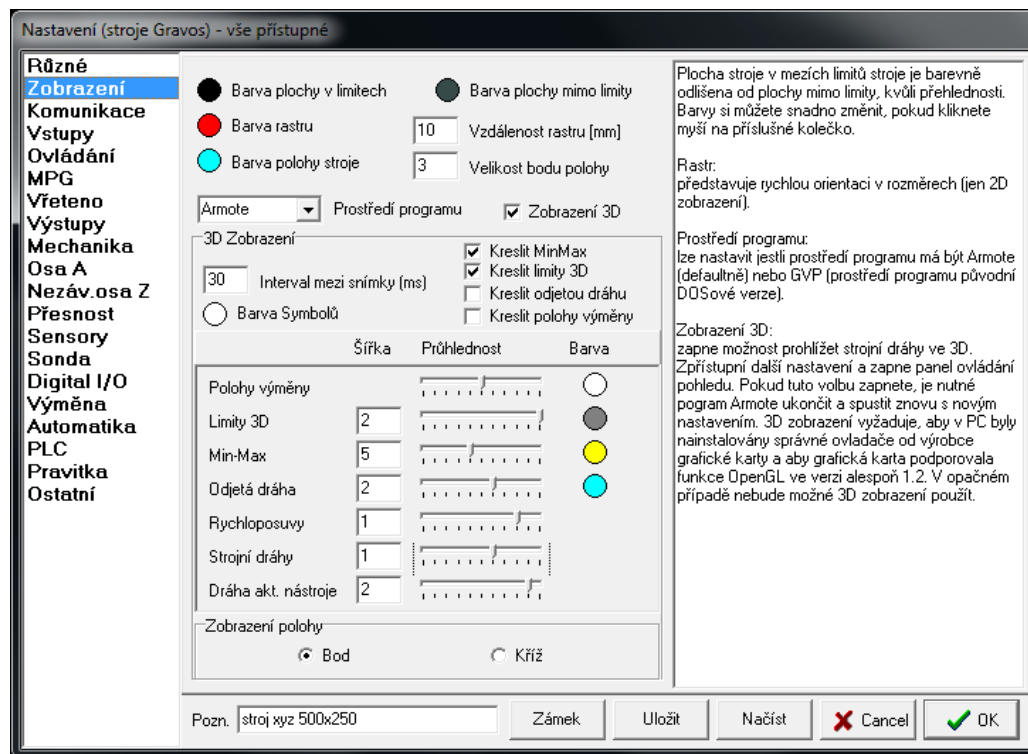 Nastavení (stroje Gravos) - vše přístupné
Různé
Zobrazení
Komunikace
Vstupy
Ovládání
MPG
Vřeteno
Výstupy
Mechanika
Osa A
Nezáv.osa Z
Přesnost
Sensory
Sonda
Digital I/O
Výměna
Automatika
PLC
Pravitka
Ostatní
Barva plochy v limitech
Barva plochy mimo limity
Barva rastru
10 Vzdálenost rastru [mm]
Barva polohy stroje
3 Velikost bodu polohy
Armote Prostředí programu
Zobrazení 3D
3D Zobrazení
30 Interval mezi snímky (ms)
Barva Symbolů
Kreslit MinMax
Kreslit limity 3D
Kreslit odjetou dráhu
Kreslit polohy výměny
Šířka Průhlednost Barva
Polohy výměny
Limity 3D 2
Min-Max 5
Odjetá dráha 2
Rychloposuvy 1
Strojní dráhy 1
Dráha akt. nástroje 2
Zobrazení polohy
Bod Kříž
Plocha stroje v mezích limitů stroje je barevně
odlišena od plochy mimo limity, kvůli přehlednosti.
Barvy si můžete snadno změnit, pokud kliknete
myší na příslušné kolečko.
Rastr:
představuje rychlou orientaci v rozměrech (jen 2D
zobrazení).
Prostředí programu:
lze nastavit jestli prostředí programu má být Armote
(defaultně) nebo GVP (prostředí programu původní
DOSové verze).
Zobrazení 3D:
zapne možnost prohlížet strojní dráhy ve 3D.
Zpřístupní další nastavení a zapne panel ovládání
pohledu. Pokud tuto volbu zapnete, je nutné
pogram Armote ukončit a spustit znovu s novým
nastavením. 3D zobrazení vyžaduje, aby v PC byly
nainstalovány správné ovladače od výrobce
grafické karty a aby grafická karta podporovala
funkce OpenGL ve verzi alespoň 1.2. V opačném
případě nebude možné 3D zobrazení použít.
Pozn. stroj xyz 500x250
Zámek Uložit Načíst Cancel OK